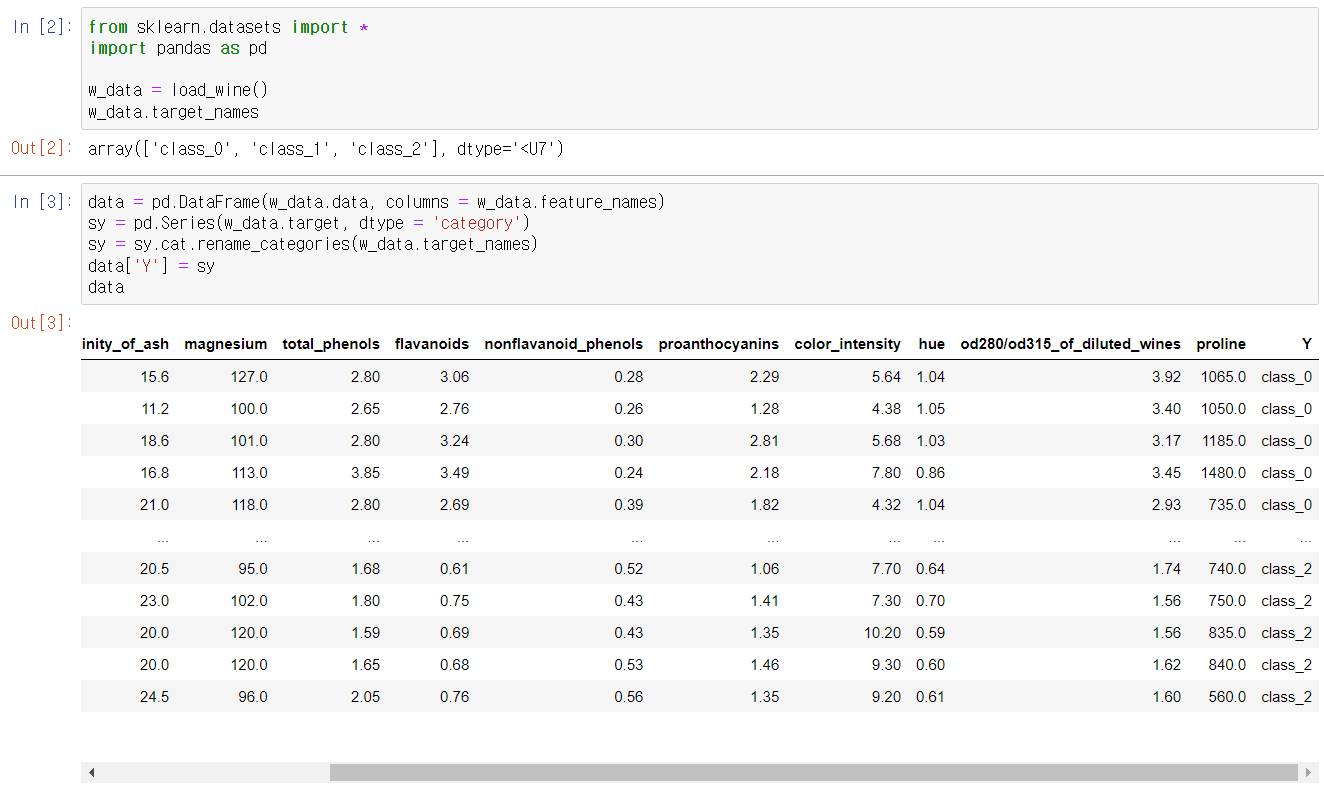 In [2]:
from sklearn.datasets import *
import pandas as pd
w_data = load_wine()
w_data.target_names
Out[2]:
array(['class_0', 'class_1', 'class_2'], dtype='<U7')
In [3]:
data = pd.DataFrame(w_data.data, columns = w_data.feature_names)
sy = pd.Series(w_data.target, dtype = 'category')
sy = sy.cat.rename_categories(w_data.target_names)
data['Y'] = sy
data
Out[3]:
inity_of_ash magnesium total_phenols flavanoids nonflavanoid_phenols proanthocyanins color_intensity hue od280/od315_of_diluted_wines proline Y
15.6 127.0 2.80 3.06 0.28 2.29 5.64 1.04 3.92 1065.0 class_0
11.2 100.0 2.65 2.76 0.26 1.28 4.38 1.05 3.40 1050.0 class_0
18.6 101.0 2.80 3.24 0.30 2.81 5.68 1.03 3.17 1185.0 class_0
16.8 113.0 3.85 3.49 0.24 2.18 7.80 0.86 3.45 1480.0 class_0
21.0 118.0 2.80 2.69 0.39 1.82 4.32 1.04 2.93 735.0 class_0
... ... ... ... ... ... ... ... ... ... ...
20.5 95.0 1.68 0.61 0.52 1.06 7.70 0.64 1.74 740.0 class_2
23.0 102.0 1.80 0.75 0.43 1.41 7.30 0.70 1.56 750.0 class_2
20.0 120.0 1.59 0.69 0.43 1.35 10.20 0.59 1.56 835.0 class_2
20.0 120.0 1.65 0.68 0.53 1.46 9.30 0.60 1.62 840.0 class_2
24.5 96.0 2.05 0.76 0.56 1.35 9.20 0.61 1.60 560.0 class_2